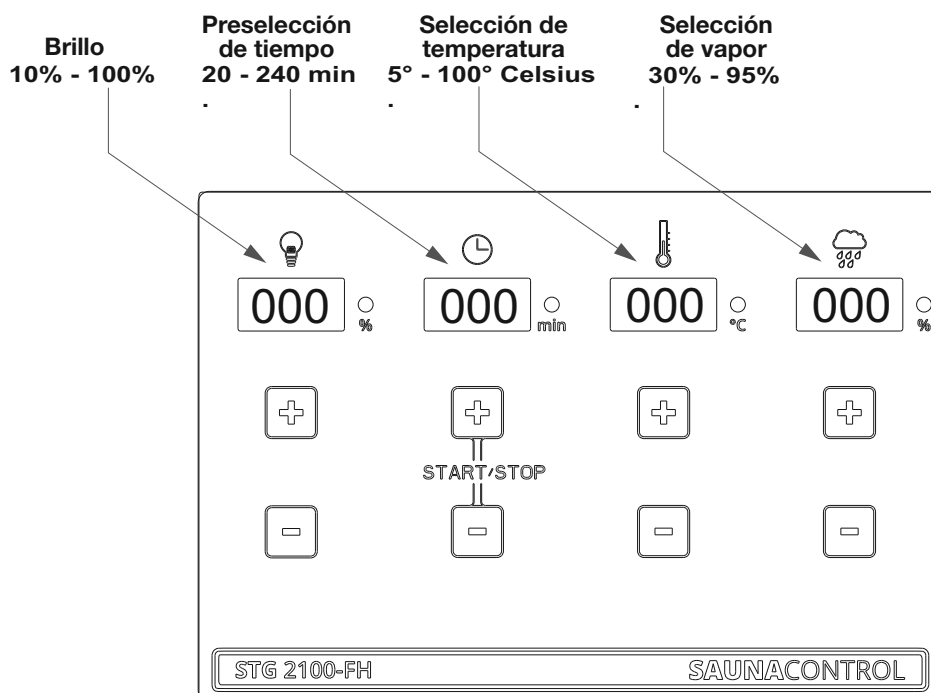 Brillo
10% - 100%
Preselección
de tiempo
20 - 240 min
.
Selección de
temperatura
5° - 100° Celsius
.
Selección
de vapor
30% - 95%
.
000 %
000 min
000 °C
000 %
START/STOP
STG 2100-FH
SAUNACONTROL